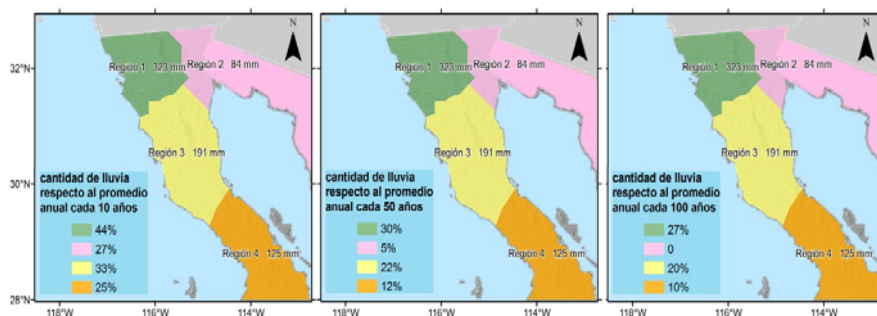 N
32°N
30°N
28°N
Región 1 323 mm
Región 2 84 mm
Región 3 191 mm
Región 4 125 mm
cantidad de lluvia
respecto al promedio
anual cada 10 años
44%
27%
33%
25%
118°W
116°W
114°W
N
Región 1 323 mm
Región 2 84 mm
Región 3 191 mm
Región 4 125 mm
cantidad de lluvia
respecto al promedio
anual cada 50 años
30%
5%
22%
12%
118°W
116°W
114°W
N
Región 1 323 mm
Región 2 84 mm
Región 3 191 mm
Región 4 125 mm
cantidad de lluvia
respecto al promedio
anual cada 100 años
27%
0
20%
10%
118°W
116°W
114°W